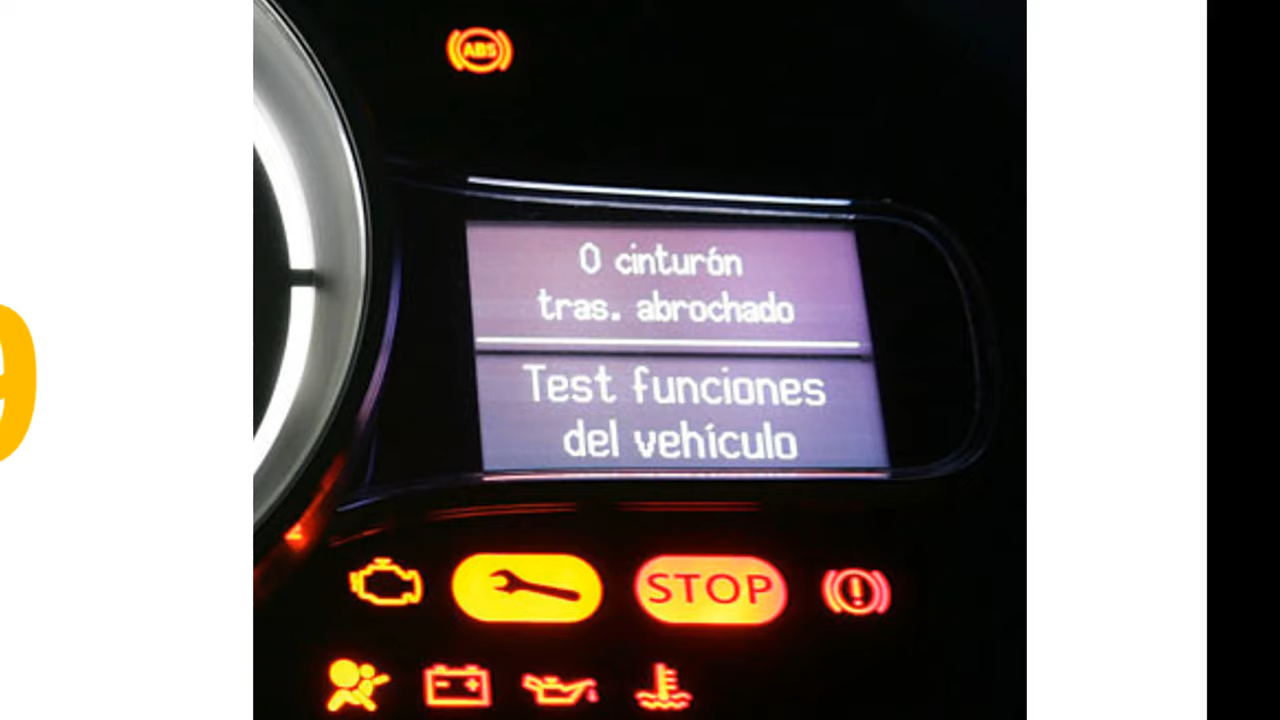 ABS
0 cinturón
tras. abrochado
Test funciones
del vehículo
STOP